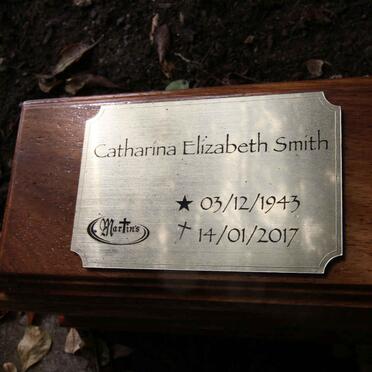 Catharina Elizabeth Smith
★ 03/12/1943
✝ 14/01/2017
Martin's